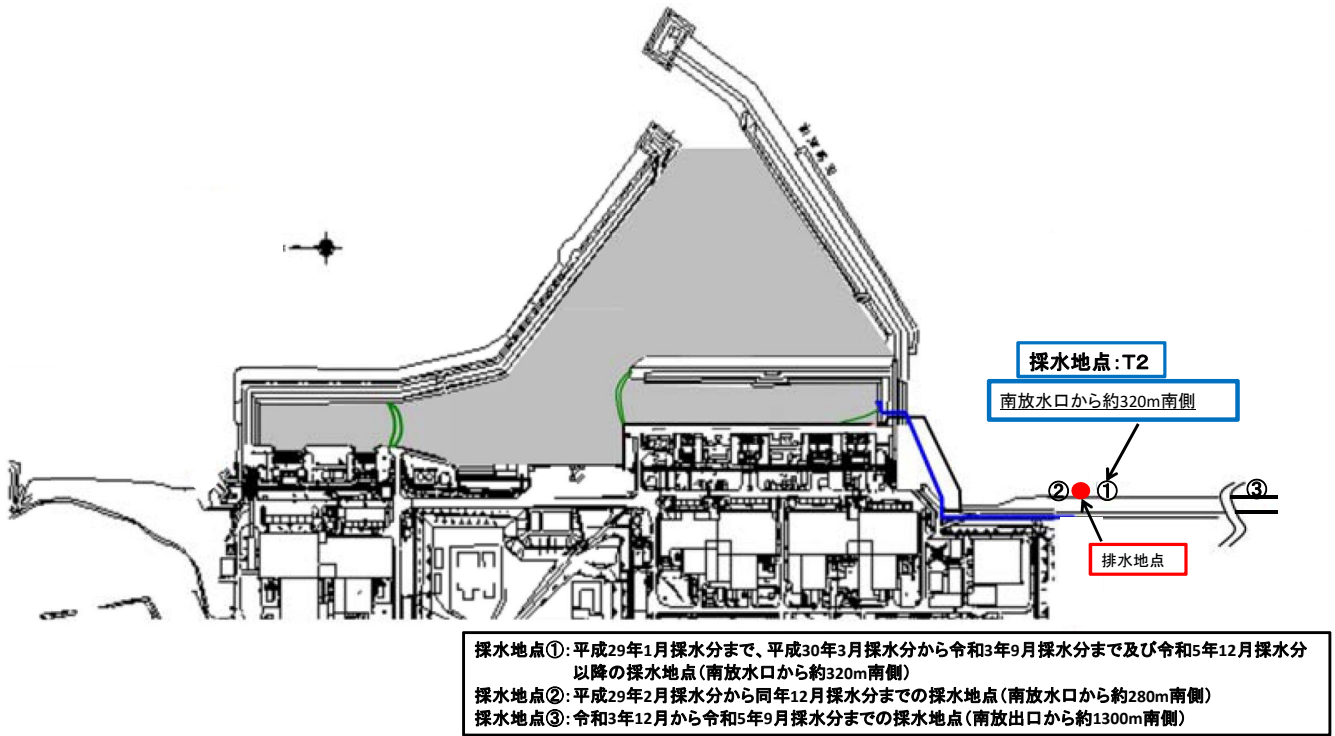 採水地点:T2
南放水口から約320m南側
② ① ③
排水地点
採水地点①:平成29年1月採水分まで、平成30年3月採水分から令和3年9月採水分まで及び令和5年12月採水分
以降の採水地点(南放水口から約320m南側)
採水地点②:平成29年2月採水分から同年12月採水分までの採水地点(南放水口から約280m南側)
採水地点③:令和3年12月から令和5年9月採水分までの採水地点(南放出口から約1300m南側)